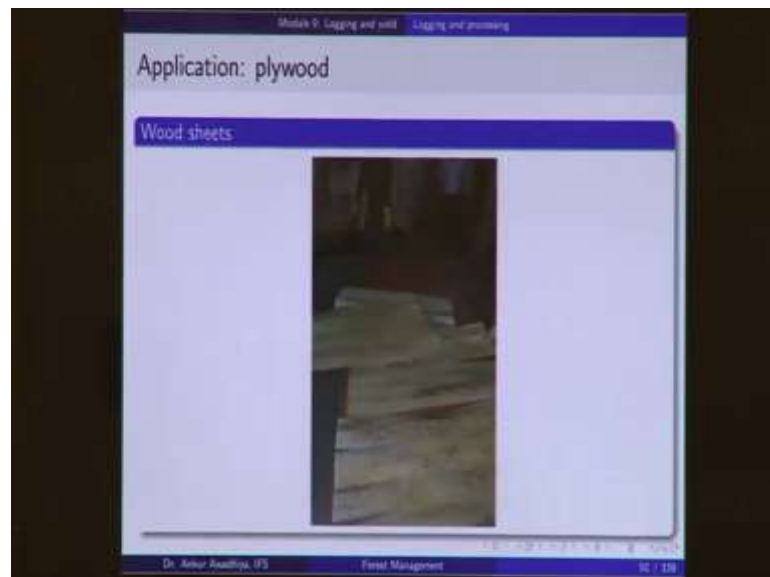 Module 9: Logging and yield Logging and processing
Application: plywood
Wood sheets
Dr. Ankur Awadhiya, IFS Forest Management